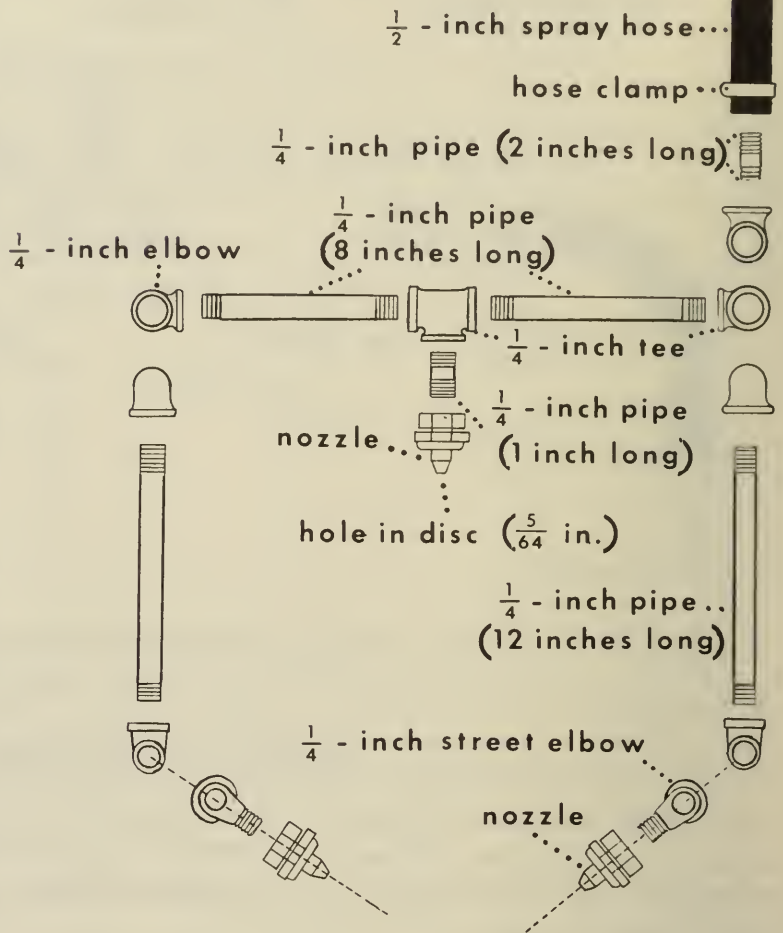 1/2 - inch spray hose
hose clamp
1/4 - inch pipe (2 inches long)
1/4 - inch pipe
(8 inches long)
1/4 - inch elbow
1/4 - inch tee
1/4 - inch pipe
(1 inch long)
nozzle
hole in disc (5/64 in.)
1/4 - inch pipe
(12 inches long)
1/4 - inch street elbow
nozzle